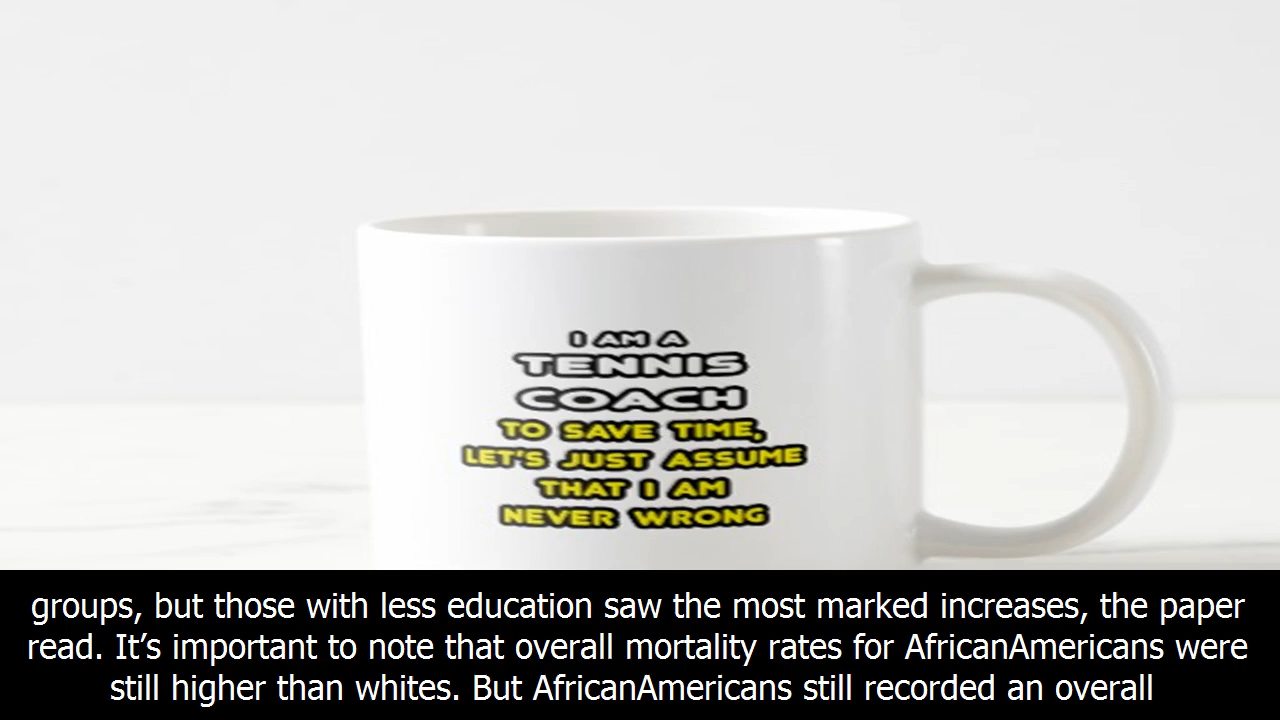 I AM A
TENNIS
COACH
TO SAVE TIME,
LET'S JUST ASSUME
THAT I AM
NEVER WRONG
groups, but those with less education saw the most marked increases, the paper
read. It’s important to note that overall mortality rates for AfricanAmericans were
still higher than whites. But AfricanAmericans still recorded an overall